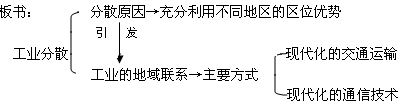 板书：
分散原因→充分利用不同地区的区位优势
引 发
工业分散
现代化的交通运输
工业的地域联系→主要方式
现代化的通信技术